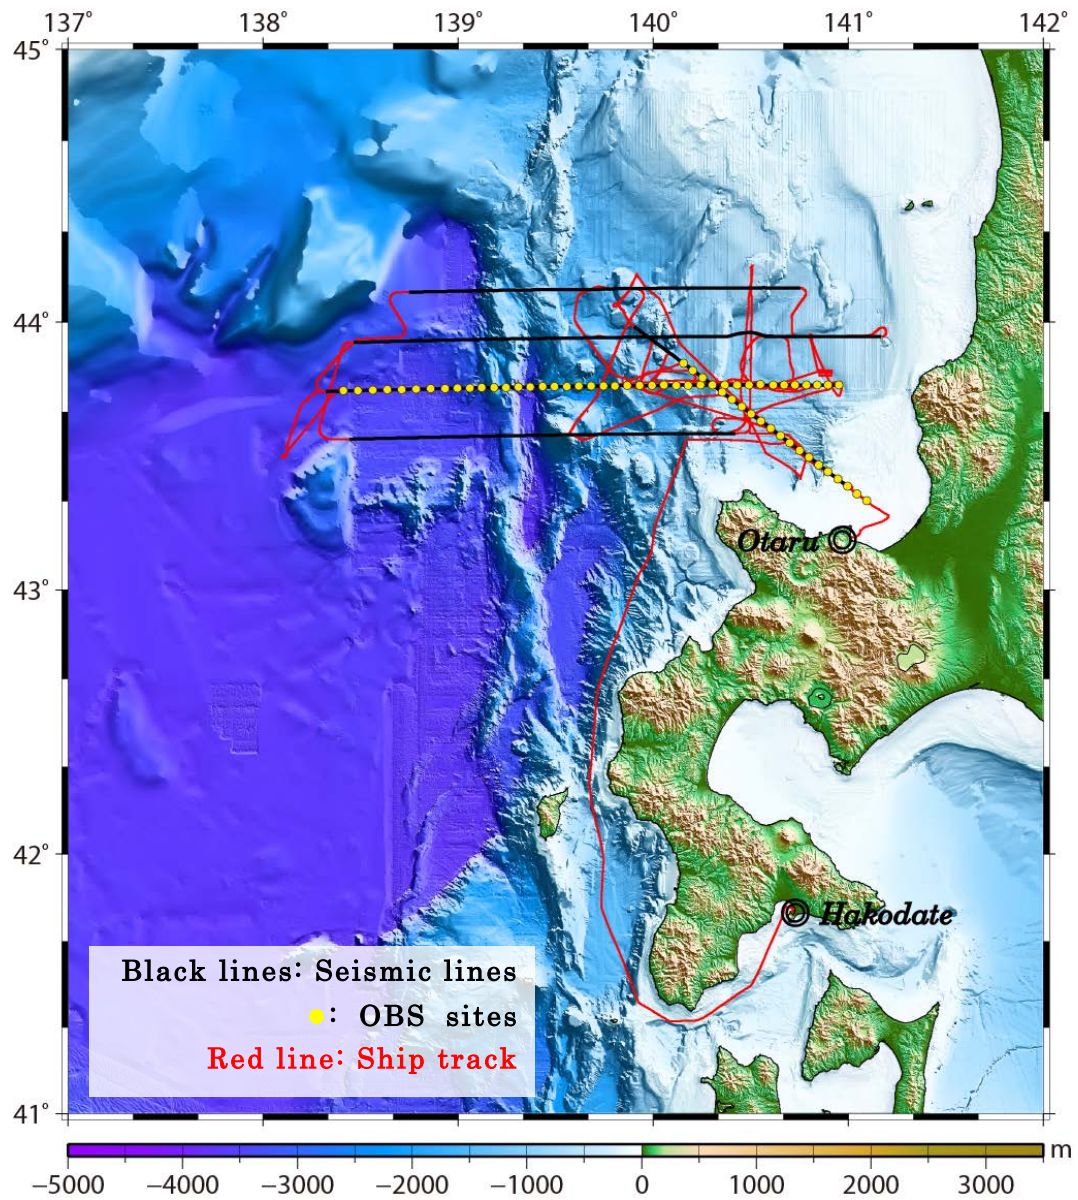 137° 138° 139° 140° 141° 142°
45°
44°
Otaru
43°
42°
Hakodate
Black lines: Seismic lines
: OBS sites
Red line: Ship track
41°
m
−5000 −4000 −3000 −2000 −1000 0 1000 2000 3000